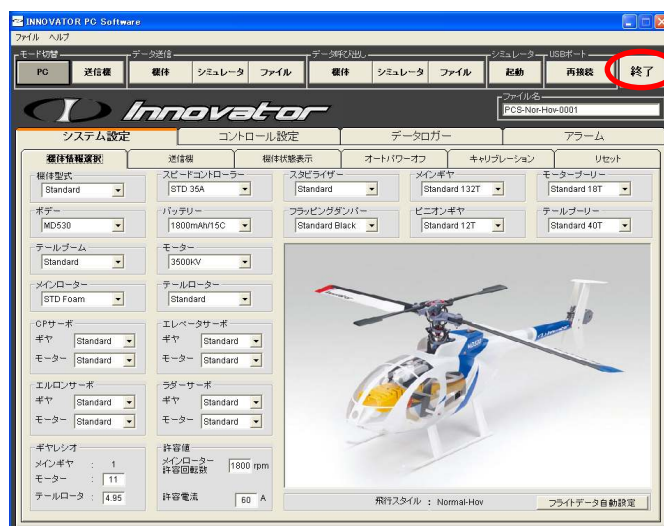 INNOVATOR PC Software
ファイル ヘルプ
モード切替 データ送信 データ呼び出し シミュレータ USBポート
PC 送信機 機体 シミュレータ ファイル 機体 シミュレータ ファイル 起動 再接続 終了
Innovator
ファイル名
PCS-Nor-Hov-0001
システム設定 コントロール設定 データロガー アラーム
機体情報選択 送信機 機体状態表示 オートパワーオフ キャリブレーション リセット
機体型式 スピードコントローラー スタビライザー メインギヤ モータープーリー
Standard STD 35A Standard Standard 132T Standard 18T
ボデー バッテリー フラッピングダンパー ピニオンギヤ テールプーリー
MD530 1800mAh/15C Standard Black Standard 12T Standard 40T
テールブーム モーター
Standard 3500KV
メインローター テールローター
STD Foam Standard
CPサーボ エレベータサーボ
ギヤ Standard ギヤ Standard
モーター Standard モーター Standard
エルロンサーボ ラダーサーボ
ギヤ Standard ギヤ Standard
モーター Standard モーター Standard
ギヤレシオ 許容値
メインギヤ : 1 メインローター許容回転数 1800 rpm
モーター : 11
テールロータ : 4.95 許容電流 60 A
飛行スタイル : Normal-Hov フライトデータ自動設定